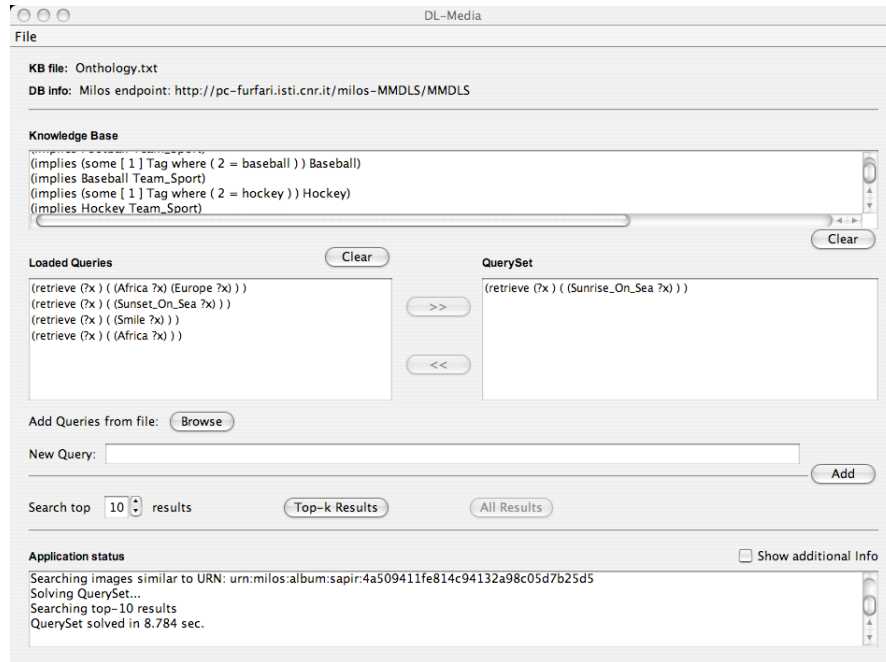 DL-Media
File
KB file: Onthology.txt
DB info: Milos endpoint: http://pc-furfari.isti.cnr.it/milos-MMDLS/MMDLS
Knowledge Base
(implies Football Team_Sport)
(implies (some [ 1 ] Tag where ( 2 = baseball ) ) Baseball)
(implies Baseball Team_Sport)
(implies (some [ 1 ] Tag where ( 2 = hockey ) ) Hockey)
(implies Hockey Team_Sport)
Clear
Loaded Queries
Clear
QuerySet
(retrieve (?x ) ( (Africa ?x) (Europe ?x) ) )
(retrieve (?x ) ( (Sunset_On_Sea ?x) ) )
(retrieve (?x ) ( (Smile ?x) ) )
(retrieve (?x ) ( (Africa ?x) ) )
>>
<<
(retrieve (?x ) ( (Sunrise_On_Sea ?x) ) )
Add Queries from file: Browse
New Query:
Add
Search top 10 results
Top-k Results
All Results
Application status
Show additional Info
Searching images similar to URN: urn:milos:album:sapir:4a509411fe814c94132a98c05d7b25d5
Solving QuerySet...
Searching top-10 results
QuerySet solved in 8.784 sec.